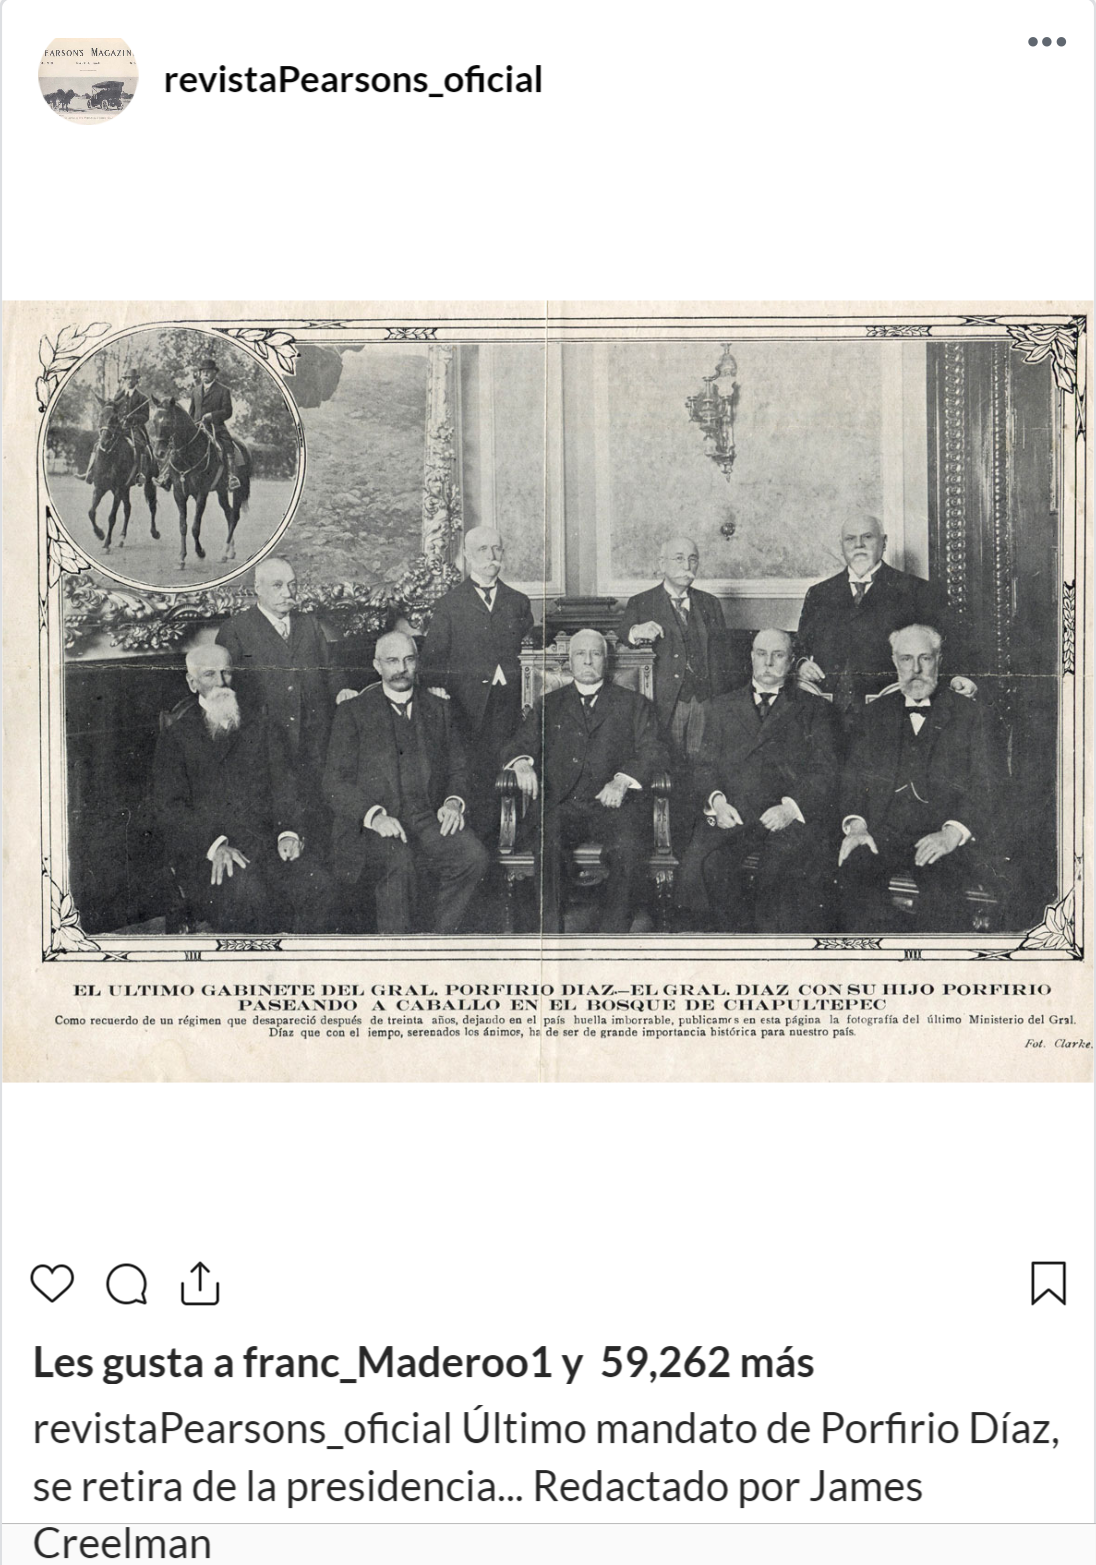 EARSON'S MAGAZIN
revistaPearsons_oficial
EL ULTIMO GABINETE DEL GRAL. PORFIRIO DIAZ.—EL GRAL. DIAZ CON SU HIJO PORFIRIO
PASEANDO A CABALLO EN EL BOSQUE DE CHAPULTEPEC
Como recuerdo de un régimen que desapareció después de treinta años, dejando en el país huella imborrable, publicamos en esta página la fotografía del último Ministerio del Gral.
Díaz que con el iempo, serenados los ánimos, ha de ser de grande importancia histórica para nuestro país.
Fot. Clarke.
Les gusta a franc_Maderoo1 y 59,262 más
revistaPearsons_oficial Último mandato de Porfirio Díaz,
se retira de la presidencia... Redactado por James
Creelman